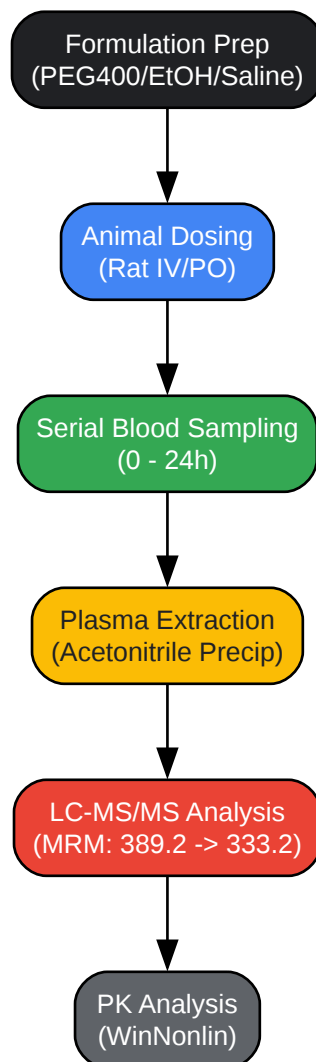 Formulation Prep
(PEG400/EtOH/Saline)
Animal Dosing
(Rat IV/PO)
Serial Blood Sampling
(0 - 24h)
Plasma Extraction
(Acetonitrile Precip)
LC-MS/MS Analysis
(MRM: 389.2 -> 333.2)
PK Analysis
(WinNonlin)